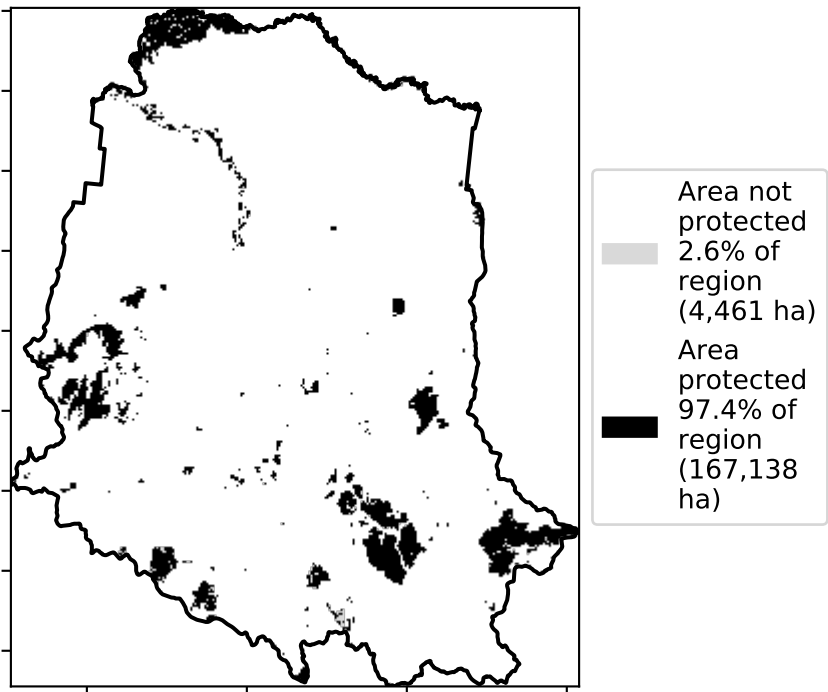 Area not
protected
2.6% of
region
(4,461 ha)
Area
protected
97.4% of
region
(167,138
ha)